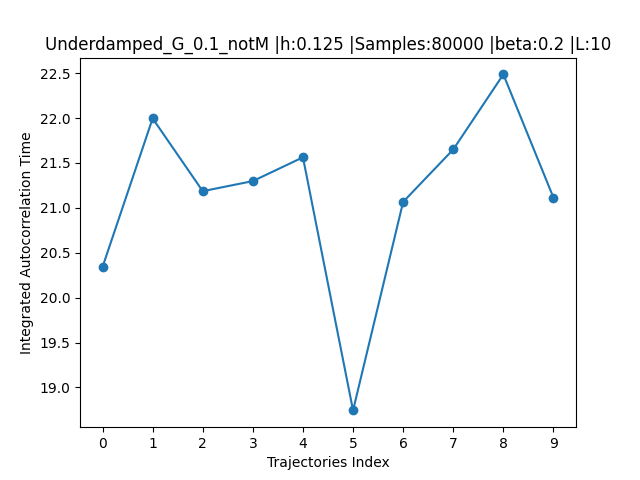 Underdamped_G_0.1_notM |h:0.125 |Samples:80000 |beta:0.2 |L:10
22.5
22.0
21.5
21.0
20.5
20.0
19.5
19.0
Integrated Autocorrelation Time
0 1 2 3 4 5 6 7 8 9
Trajectories Index